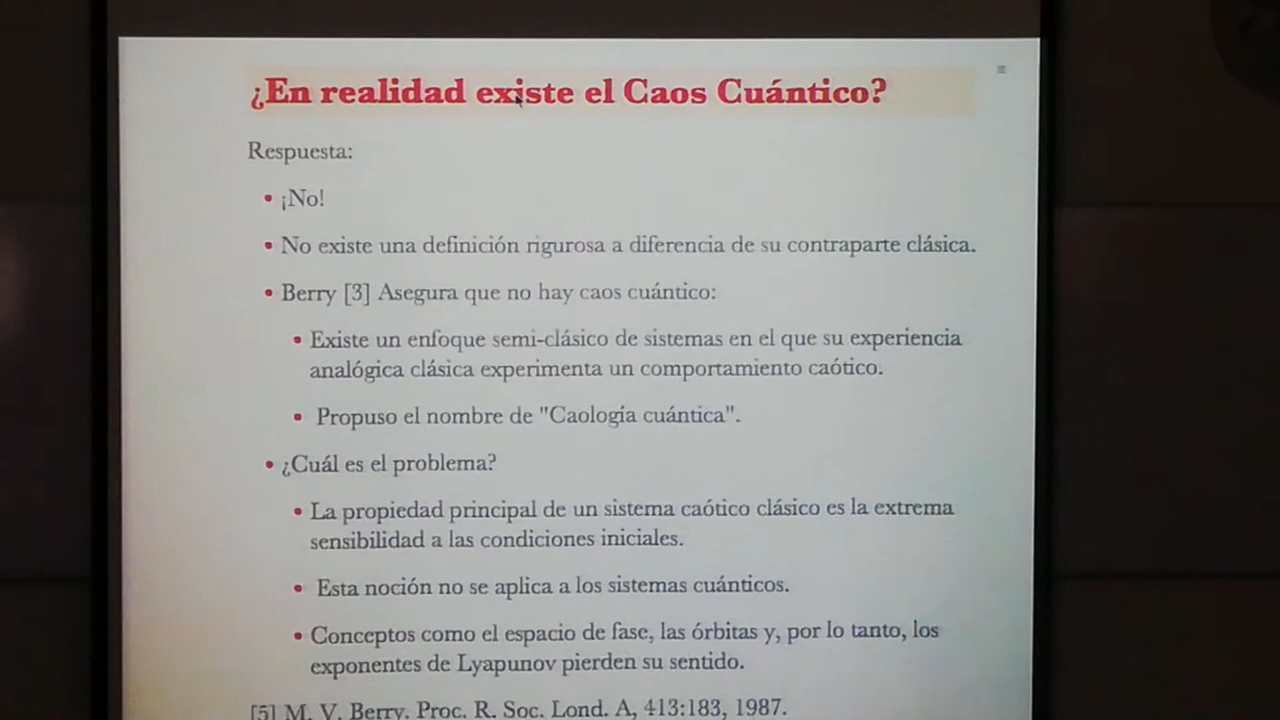 ¿En realidad existe el Caos Cuántico?
Respuesta:
• ¡No!
• No existe una definición rigurosa a diferencia de su contraparte clásica.
• Berry [3] Asegura que no hay caos cuántico:
• Existe un enfoque semi-clásico de sistemas en el que su experiencia
analógica clásica experimenta un comportamiento caótico.
• Propuso el nombre de "Caología cuántica".
• ¿Cuál es el problema?
• La propiedad principal de un sistema caótico clásico es la extrema
sensibilidad a las condiciones iniciales.
• Esta noción no se aplica a los sistemas cuánticos.
• Conceptos como el espacio de fase, las órbitas y, por lo tanto, los
exponentes de Lyapunov pierden su sentido.
[5] M. V. Berry. Proc. R. Soc. Lond. A, 413:183, 1987.